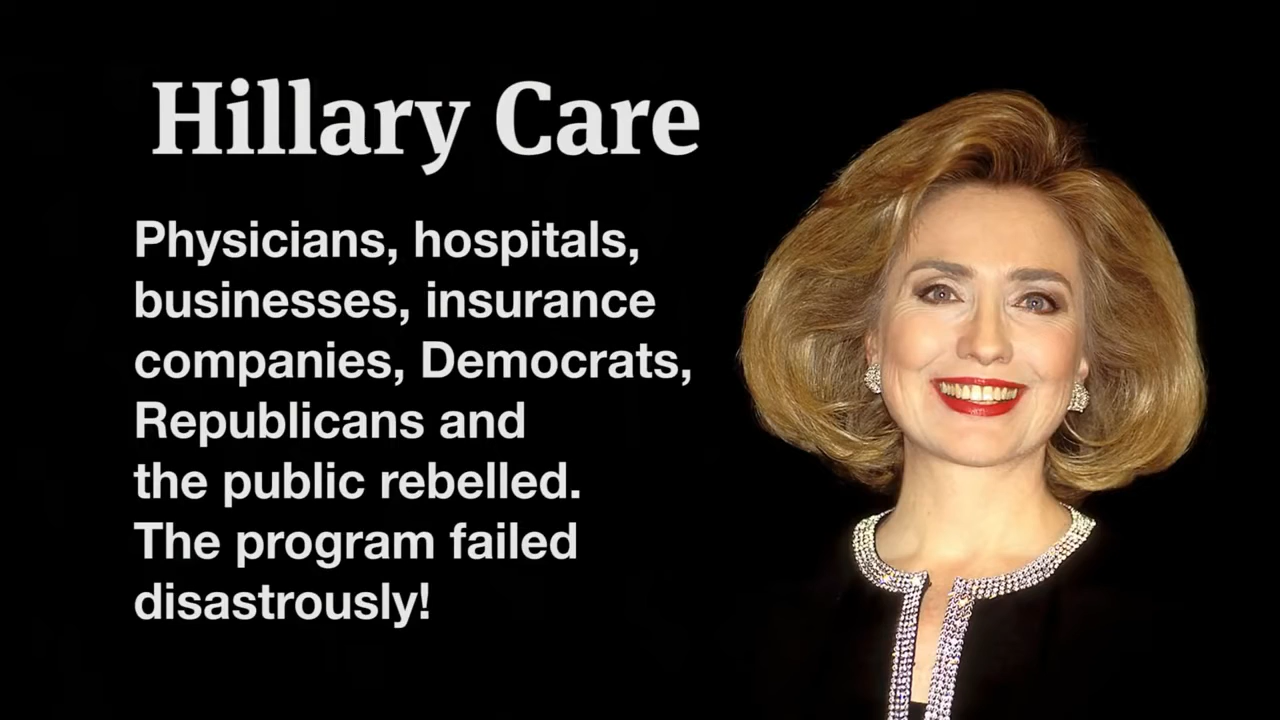 Hillary Care
Physicians, hospitals,
businesses, insurance
companies, Democrats,
Republicans and
the public rebelled.
The program failed
disastrously!